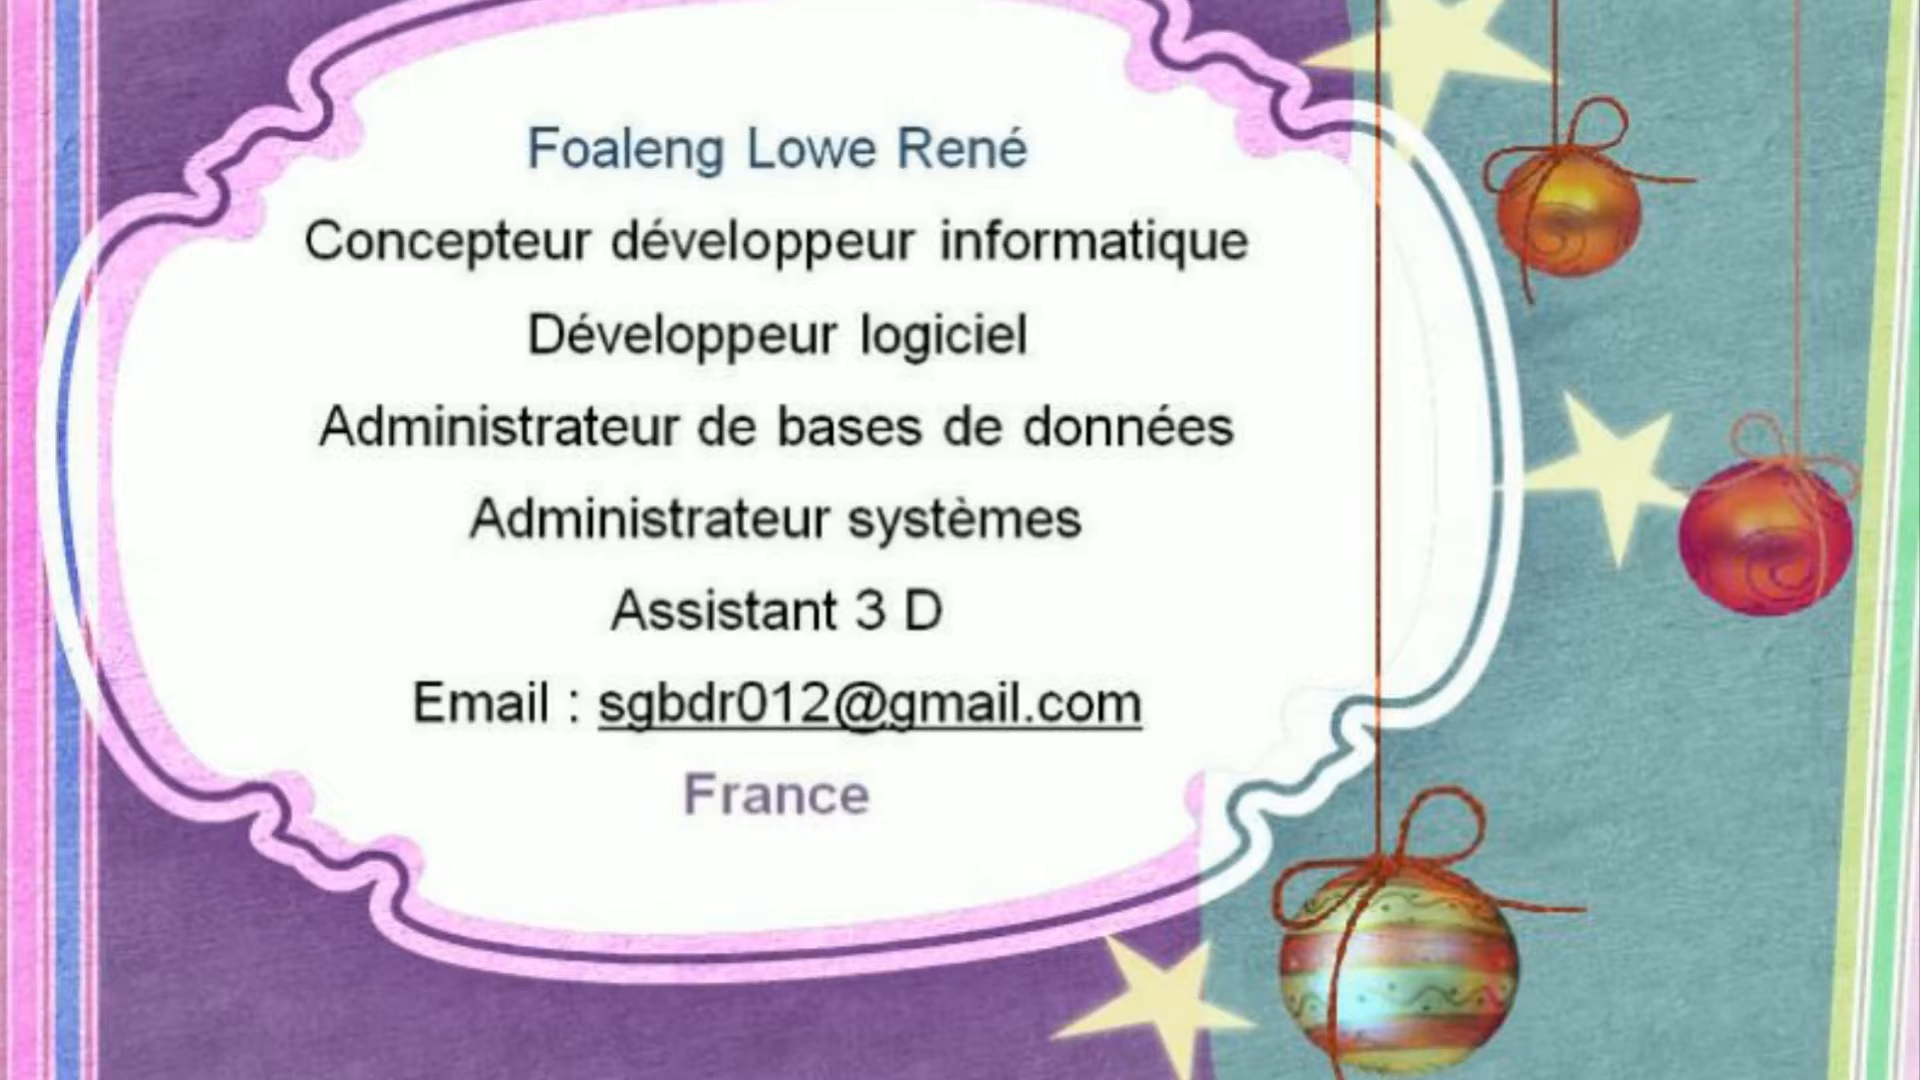 Foaleng Lowe René
Concepteur développeur informatique
Développeur logiciel
Administrateur de bases de données
Administrateur systèmes
Assistant 3 D
Email : sgbdr012@gmail.com
France